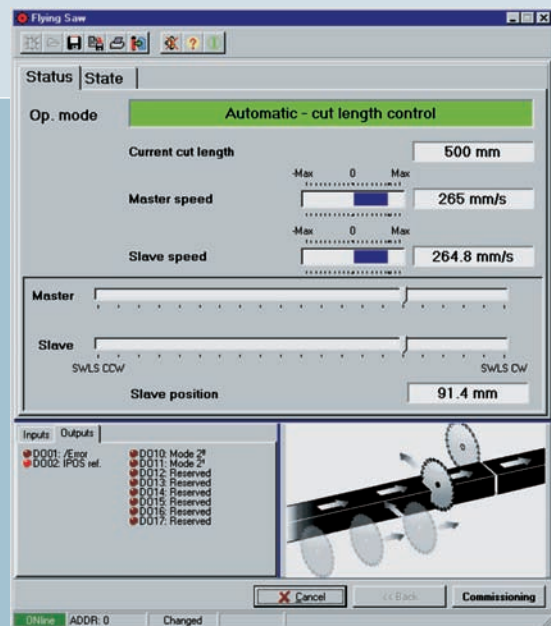 Flying Saw
Status State
Op. mode Automatic - cut length control
Current cut length 500 mm
-Max 0 Max
Master speed 265 mm/s
-Max 0 Max
Slave speed 264.8 mm/s
Master
Slave
SWLS CCW SWLS CW
Slave position 91.4 mm
Inputs Outputs
DO01: /Error DO10: Mode 2⁰
DO02: IPOS ref. DO11: Mode 2¹
DO12: Reserved
DO13: Reserved
DO14: Reserved
DO15: Reserved
DO16: Reserved
DO17: Reserved
Cancel << Back Commissioning
ONline ADDR: 0 Changed